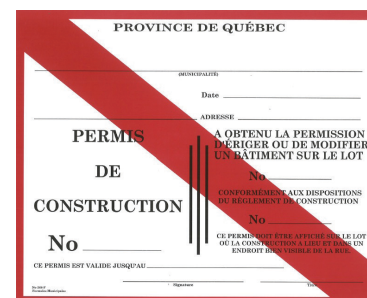 PROVINCE DE QUÉBEC
(MUNICIPALITÉ)
Date
ADRESSE
PERMIS
DE
CONSTRUCTION
No
A OBTENU LA PERMISSION
D'ÉRIGER OU DE MODIFIER
UN BÂTIMENT SUR LE LOT
No
CONFORMÉMENT AUX DISPOSITIONS
DU RÈGLEMENT DE CONSTRUCTION
No
CE PERMIS DOIT ÊTRE AFFICHÉ SUR LE LOT
OÙ LA CONSTRUCTION A LIEU ET DANS UN
ENDROIT BIEN VISIBLE DE LA RUE.
CE PERMIS EST VALIDE JUSQU'AU
Signature
Formules Municipales